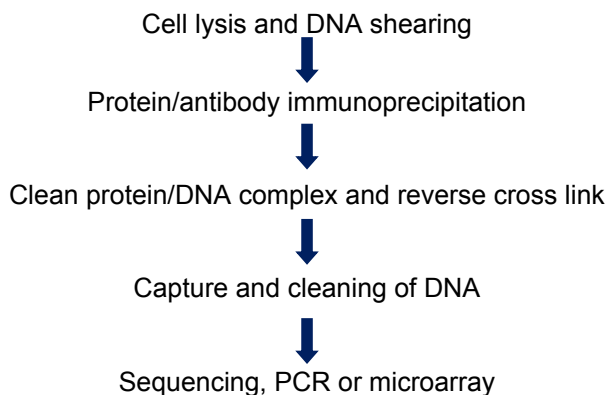 Cell lysis and DNA shearing
Protein/antibody immunoprecipitation
Clean protein/DNA complex and reverse cross link
Capture and cleaning of DNA
Sequencing, PCR or microarray